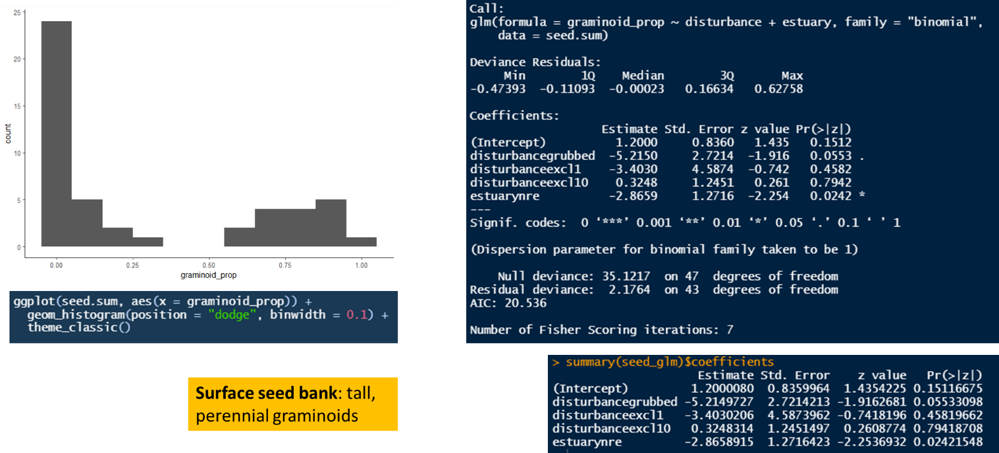 25
20
15
10
5
0
count
0.00 0.25 0.50 0.75 1.00
graminoid_prop
ggplot(seed.sum, aes(x = graminoid_prop)) +
  geom_histogram(position = "dodge", binwidth = 0.1) +
  theme_classic()
Surface seed bank: tall,
perennial graminoids
Call:
glm(formula = graminoid_prop ~ disturbance + estuary, family = "binomial",
    data = seed.sum)
Deviance Residuals:
     Min       1Q   Median       3Q      Max
-0.47393 -0.11093 -0.00023 0.16634 0.62758
Coefficients:
                   Estimate Std. Error z value Pr(>|z|)
(Intercept)          1.2000     0.8360   1.435   0.1512
disturbancegrubbed  -5.2150     2.7214  -1.916   0.0553 .
disturbanceexcl1    -3.4030     4.5874  -0.742   0.4582
disturbanceexcl10    0.3248     1.2451   0.261   0.7942
estuarynre          -2.8659     1.2716  -2.254   0.0242 *
---
Signif. codes:  0 ‘***’ 0.001 ‘**’ 0.01 ‘*’ 0.05 ‘.’ 0.1 ‘ ’ 1
(Dispersion parameter for binomial family taken to be 1)
    Null deviance: 35.1217  on 47  degrees of freedom
Residual deviance:  2.1764  on 43  degrees of freedom
AIC: 20.536
Number of Fisher Scoring iterations: 7
> summary(seed_glm)$coefficients
                     Estimate Std. Error    z value   Pr(>|z|)
(Intercept)         1.2000080  0.8359964  1.4354225 0.15116675
disturbancegrubbed -5.2149727  2.7214213 -1.9162681 0.05533098
disturbanceexcl1   -3.4030206  4.5873962 -0.7418196 0.45819662
disturbanceexcl10   0.3248314  1.2451497  0.2608774 0.79418708
estuarynre         -2.8658915  1.2716423 -2.2536932 0.02421548